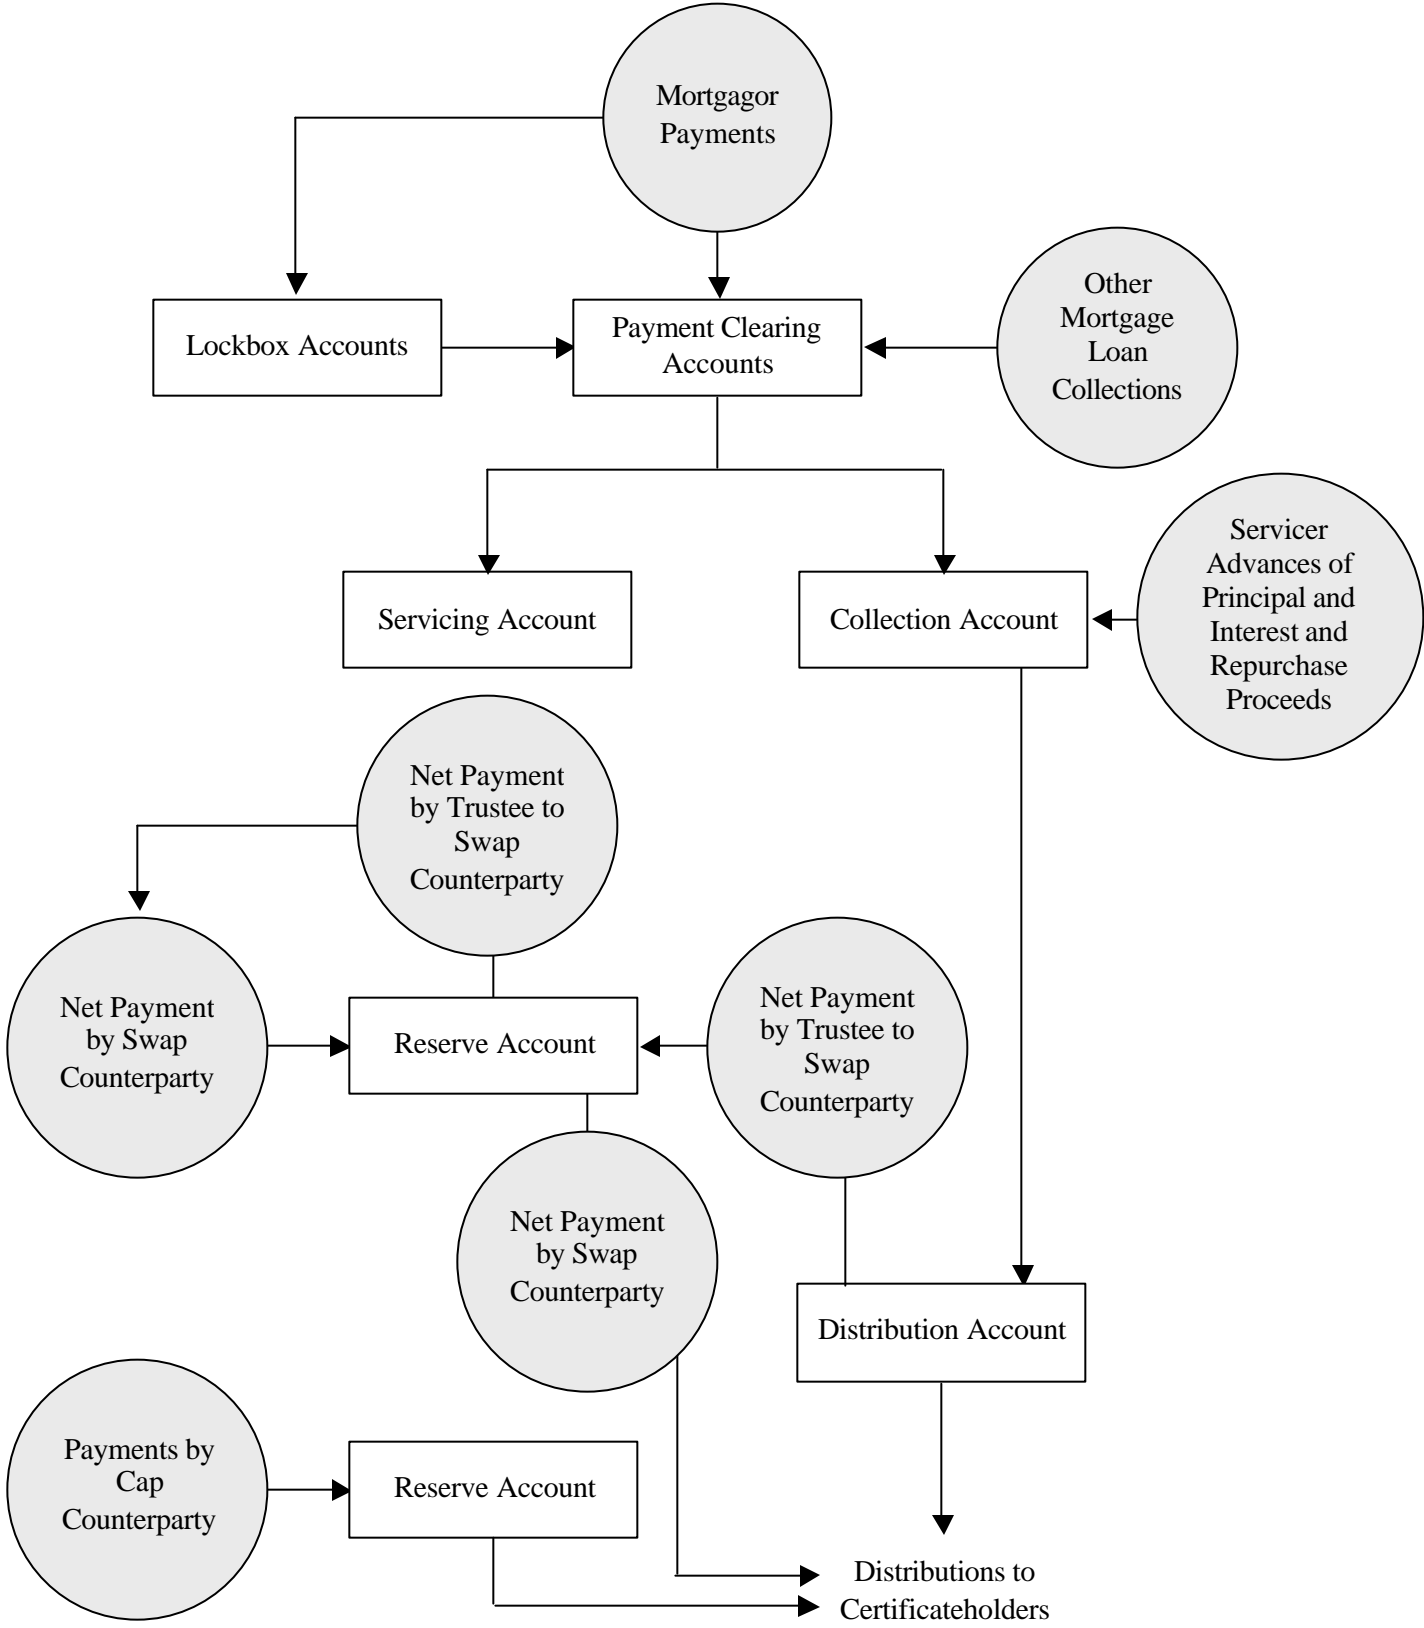 Mortgagor
Payments
Other
Mortgage
Loan
Collections
Lockbox Accounts
Payment Clearing
Accounts
Servicer
Advances of
Principal and
Interest and
Repurchase
Proceeds
Servicing Account
Collection Account
Net Payment
by Trustee to
Swap
Counterparty
Net Payment
by Swap
Counterparty
Reserve Account
Net Payment
by Trustee to
Swap
Counterparty
Net Payment
by Swap
Counterparty
Distribution Account
Payments by
Cap
Counterparty
Reserve Account
Distributions to
Certificateholders